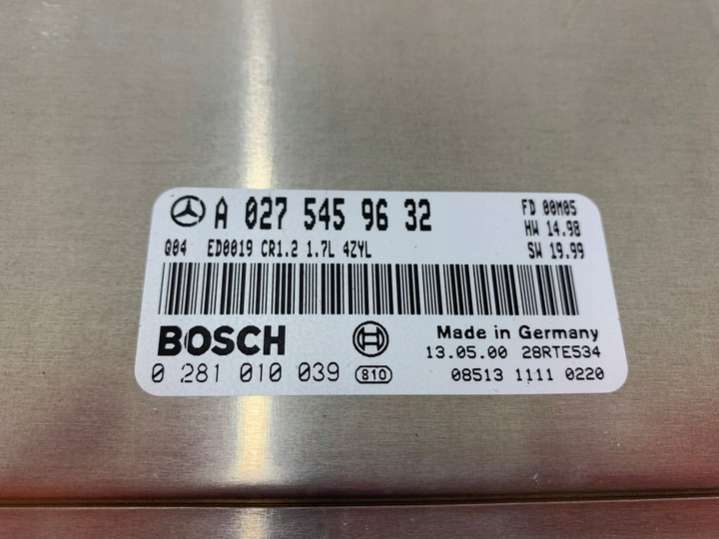 A 027 545 96 32
FD 00M05
HW 14.98
Q04 ED0019 CR1.2 1.7L 4ZYL
SW 19.99
BOSCH
Made in Germany
13.05.00 28RTE534
0 281 010 039 810
08513 1111 0220